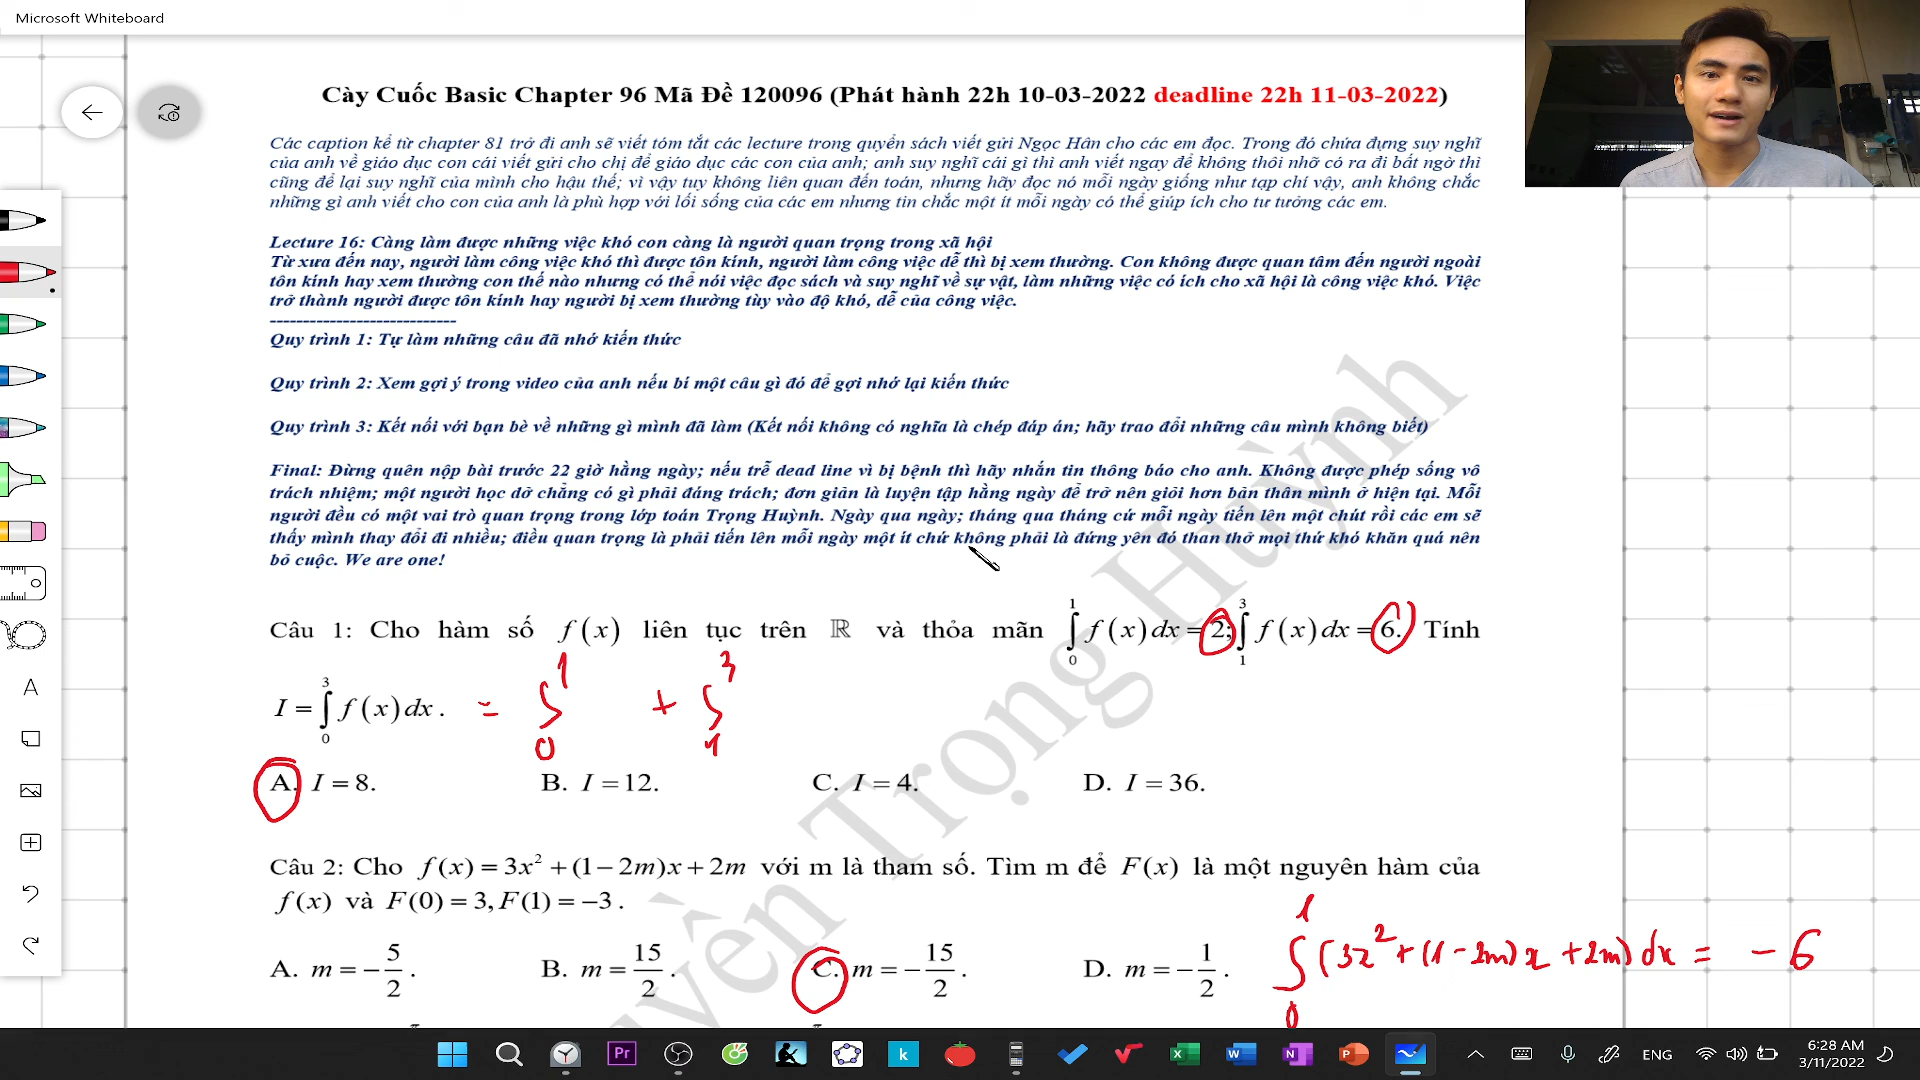 Microsoft Whiteboard
Cày Cuốc Basic Chapter 96 Mã Đề 120096 (Phát hành 22h 10-03-2022 deadline 22h 11-03-2022)
Các caption kể từ chapter 81 trở đi anh sẽ viết tóm tắt các lecture trong quyển sách viết gửi Ngọc Hân cho các em đọc. Trong đó chứa đựng suy nghĩ
của anh về giáo dục con cái viết gửi cho chị để giáo dục các con của anh; anh suy nghĩ cái gì thì anh viết ngay để không thôi nhỡ có ra đi bất ngờ thì
cũng để lại suy nghĩ của mình cho hậu thế; vì vậy tuy không liên quan đến toán, nhưng hãy đọc nó mỗi ngày giống như tạp chí vậy, anh không chắc
những gì anh viết cho con của anh là phù hợp với lối sống của các em nhưng tin chắc một ít mỗi ngày có thể giúp ích cho tư tưởng các em.
Lecture 16: Càng làm được những việc khó con càng là người quan trọng trong xã hội
Từ xưa đến nay, người làm công việc khó thì được tôn kính, người làm công việc dễ thì bị xem thường. Con không được quan tâm đến người ngoài
tôn kính hay xem thường con thế nào nhưng có thể nói việc đọc sách và suy nghĩ về sự vật, làm những việc có ích cho xã hội là công việc khó. Việc
trở thành người được tôn kính hay người bị xem thường tùy vào độ khó, dễ của công việc.
----------------------------
Quy trình 1: Tự làm những câu đã nhớ kiến thức
Quy trình 2: Xem gợi ý trong video của anh nếu bí một câu gì đó để gợi nhớ lại kiến thức
Quy trình 3: Kết nối với bạn bè về những gì mình đã làm (Kết nối không có nghĩa là chép đáp án; hãy trao đổi những câu mình không biết)
Final: Đừng quên nộp bài trước 22 giờ hằng ngày; nếu trễ dead line vì bị bệnh thì hãy nhắn tin thông báo cho anh. Không được phép sống vô
trách nhiệm; một người học dở chẳng có gì phải đáng trách; đơn giản là luyện tập hằng ngày để trở nên giỏi hơn bản thân mình ở hiện tại. Mỗi
người đều có một vai trò quan trọng trong lớp toán Trọng Huỳnh. Ngày qua ngày; tháng qua tháng cứ mỗi ngày tiến lên một chút rồi các em sẽ
thấy mình thay đổi đi nhiều; điều quan trọng là phải tiến lên mỗi ngày một ít chứ không phải là đứng yên đó than thở mọi thứ khó khăn quá nên
bỏ cuộc. We are one!
Câu 1: Cho hàm số f(x) liên tục trên ℝ và thỏa mãn ∫₀¹ f(x)dx = 2; ∫₁³ f(x)dx = 6. Tính
I = ∫₀³ f(x)dx. = ∫₀¹ + ∫₁³
A. I = 8. B. I = 12. C. I = 4. D. I = 36.
Câu 2: Cho f(x) = 3x² + (1 − 2m)x + 2m với m là tham số. Tìm m để F(x) là một nguyên hàm của
f(x) và F(0) = 3, F(1) = −3.
A. m = −5/2. B. m = 15/2. C. m = −15/2. D. m = −1/2.
∫₀¹ (3x² + (1 − 2m)x + 2m) dx = −6
yền Trọng Huỳnh
A
Pr
k
ENG
6:28 AM
3/11/2022